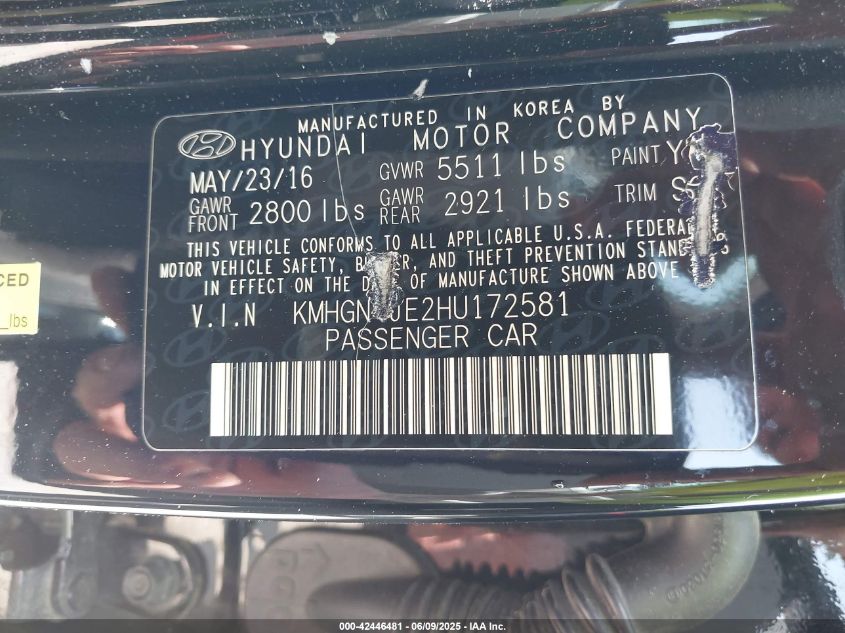 MANUFACTURED IN KOREA BY
HYUNDAI MOTOR COMPANY
MAY/23/16 GVWR 5511 lbs PAINT
GAWR FRONT 2800 lbs GAWR REAR 2921 lbs TRIM
THIS VEHICLE CONFORMS TO ALL APPLICABLE U.S.A. FEDERAL
MOTOR VEHICLE SAFETY, AND THEFT PREVENTION
IN EFFECT ON THE OF MANUFACTURE SHOWN ABOVE
V.I.N
PASSENGER CAR
lbs
000-42446481 - 06/09/2025 - IAA Inc.